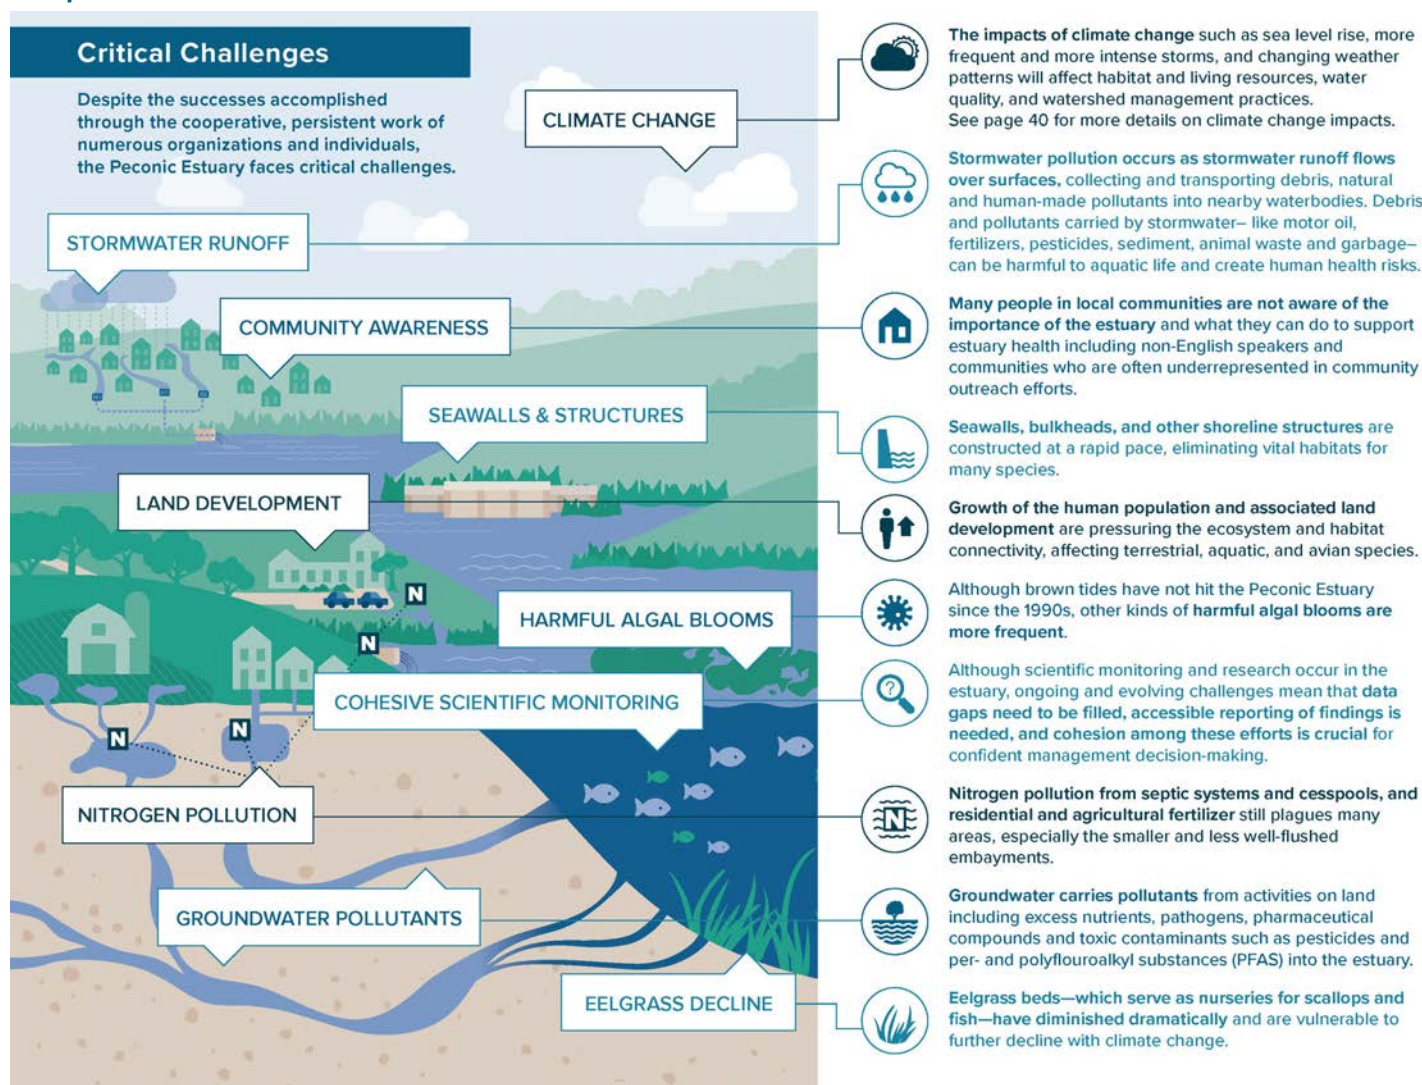 Critical Challenges
Despite the successes accomplished
through the cooperative, persistent work of
numerous organizations and individuals,
the Peconic Estuary faces critical challenges.
CLIMATE CHANGE
STORMWATER RUNOFF
COMMUNITY AWARENESS
SEAWALLS & STRUCTURES
LAND DEVELOPMENT
N
HARMFUL ALGAL BLOOMS
N
COHESIVE SCIENTIFIC MONITORING
N
N
NITROGEN POLLUTION
GROUNDWATER POLLUTANTS
EELGRASS DECLINE
The impacts of climate change such as sea level rise, more
frequent and more intense storms, and changing weather
patterns will affect habitat and living resources, water
quality, and watershed management practices.
See page 40 for more details on climate change impacts.
Stormwater pollution occurs as stormwater runoff flows
over surfaces, collecting and transporting debris, natural
and human-made pollutants into nearby waterbodies. Debris
and pollutants carried by stormwater– like motor oil,
fertilizers, pesticides, sediment, animal waste and garbage–
can be harmful to aquatic life and create human health risks.
Many people in local communities are not aware of the
importance of the estuary and what they can do to support
estuary health including non-English speakers and
communities who are often underrepresented in community
outreach efforts.
Seawalls, bulkheads, and other shoreline structures are
constructed at a rapid pace, eliminating vital habitats for
many species.
Growth of the human population and associated land
development are pressuring the ecosystem and habitat
connectivity, affecting terrestrial, aquatic, and avian species.
Although brown tides have not hit the Peconic Estuary
since the 1990s, other kinds of harmful algal blooms are
more frequent.
?
Although scientific monitoring and research occur in the
estuary, ongoing and evolving challenges mean that data
gaps need to be filled, accessible reporting of findings is
needed, and cohesion among these efforts is crucial for
confident management decision-making.
N
Nitrogen pollution from septic systems and cesspools, and
residential and agricultural fertilizer still plagues many
areas, especially the smaller and less well-flushed
embayments.
Groundwater carries pollutants from activities on land
including excess nutrients, pathogens, pharmaceutical
compounds and toxic contaminants such as pesticides and
per- and polyflouroalkyl substances (PFAS) into the estuary.
Eelgrass beds—which serve as nurseries for scallops and
fish—have diminished dramatically and are vulnerable to
further decline with climate change.